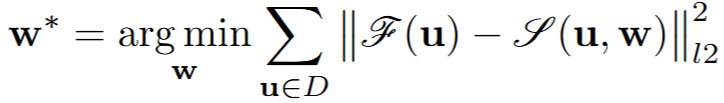 w* = arg min_w ∑_{u∈D} ‖ℱ(u) − 𝒮(u, w)‖²_{l2}